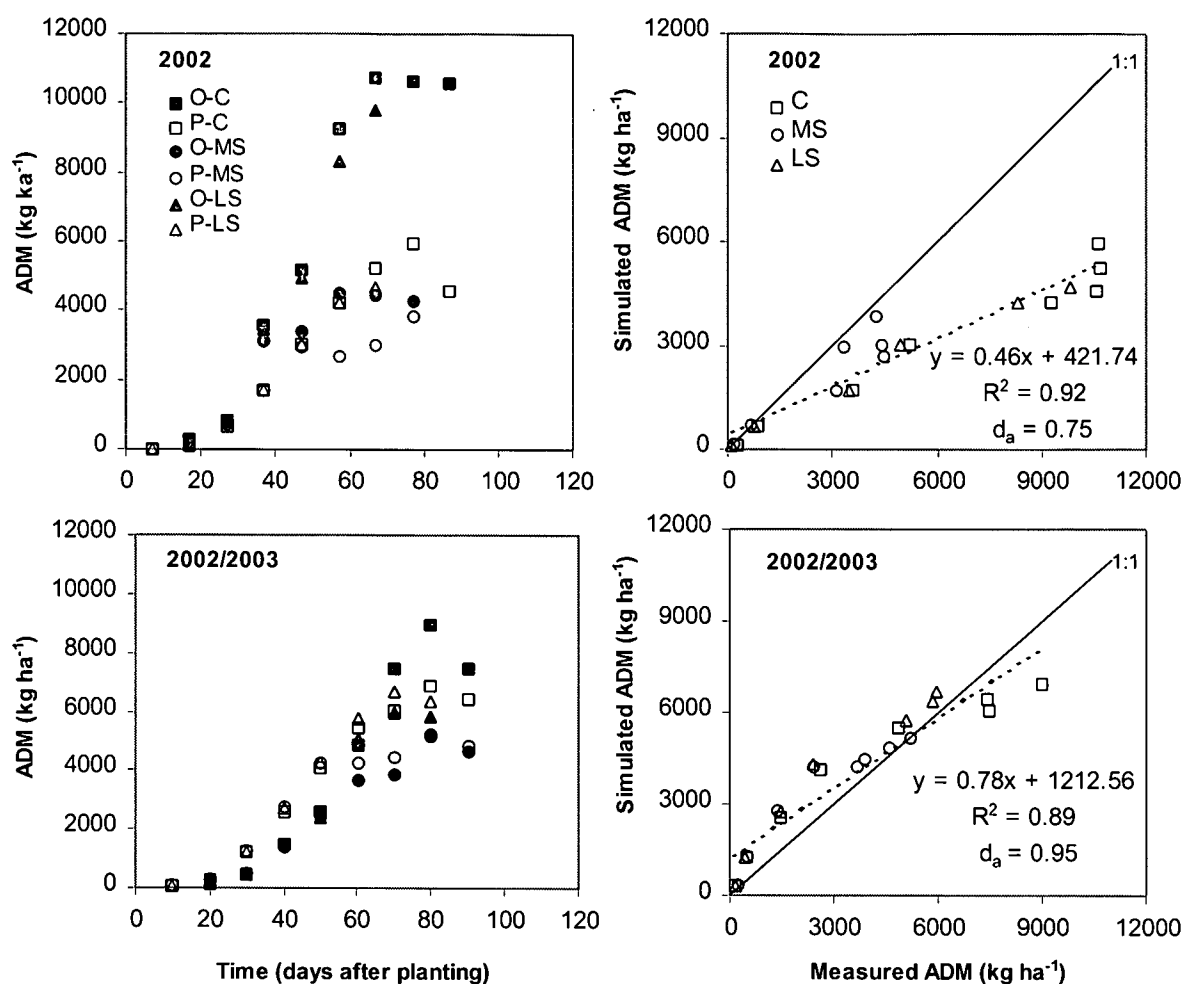 12000
10000
8000
6000
4000
2000
0
ADM (kg ka⁻¹)
2002
O-C
P-C
O-MS
P-MS
O-LS
P-LS
0 20 40 60 80 100 120
12000
9000
6000
3000
0
Simulated ADM (kg ha⁻¹)
2002
C
MS
LS
1:1
y = 0.46x + 421.74
R² = 0.92
dₐ = 0.75
0 3000 6000 9000 12000
12000
10000
8000
6000
4000
2000
0
ADM (kg ha⁻¹)
2002/2003
0 20 40 60 80 100 120
Time (days after planting)
12000
9000
6000
3000
0
Simulated ADM (kg ha⁻¹)
2002/2003
1:1
y = 0.78x + 1212.56
R² = 0.89
dₐ = 0.95
0 3000 6000 9000 12000
Measured ADM (kg ha⁻¹)